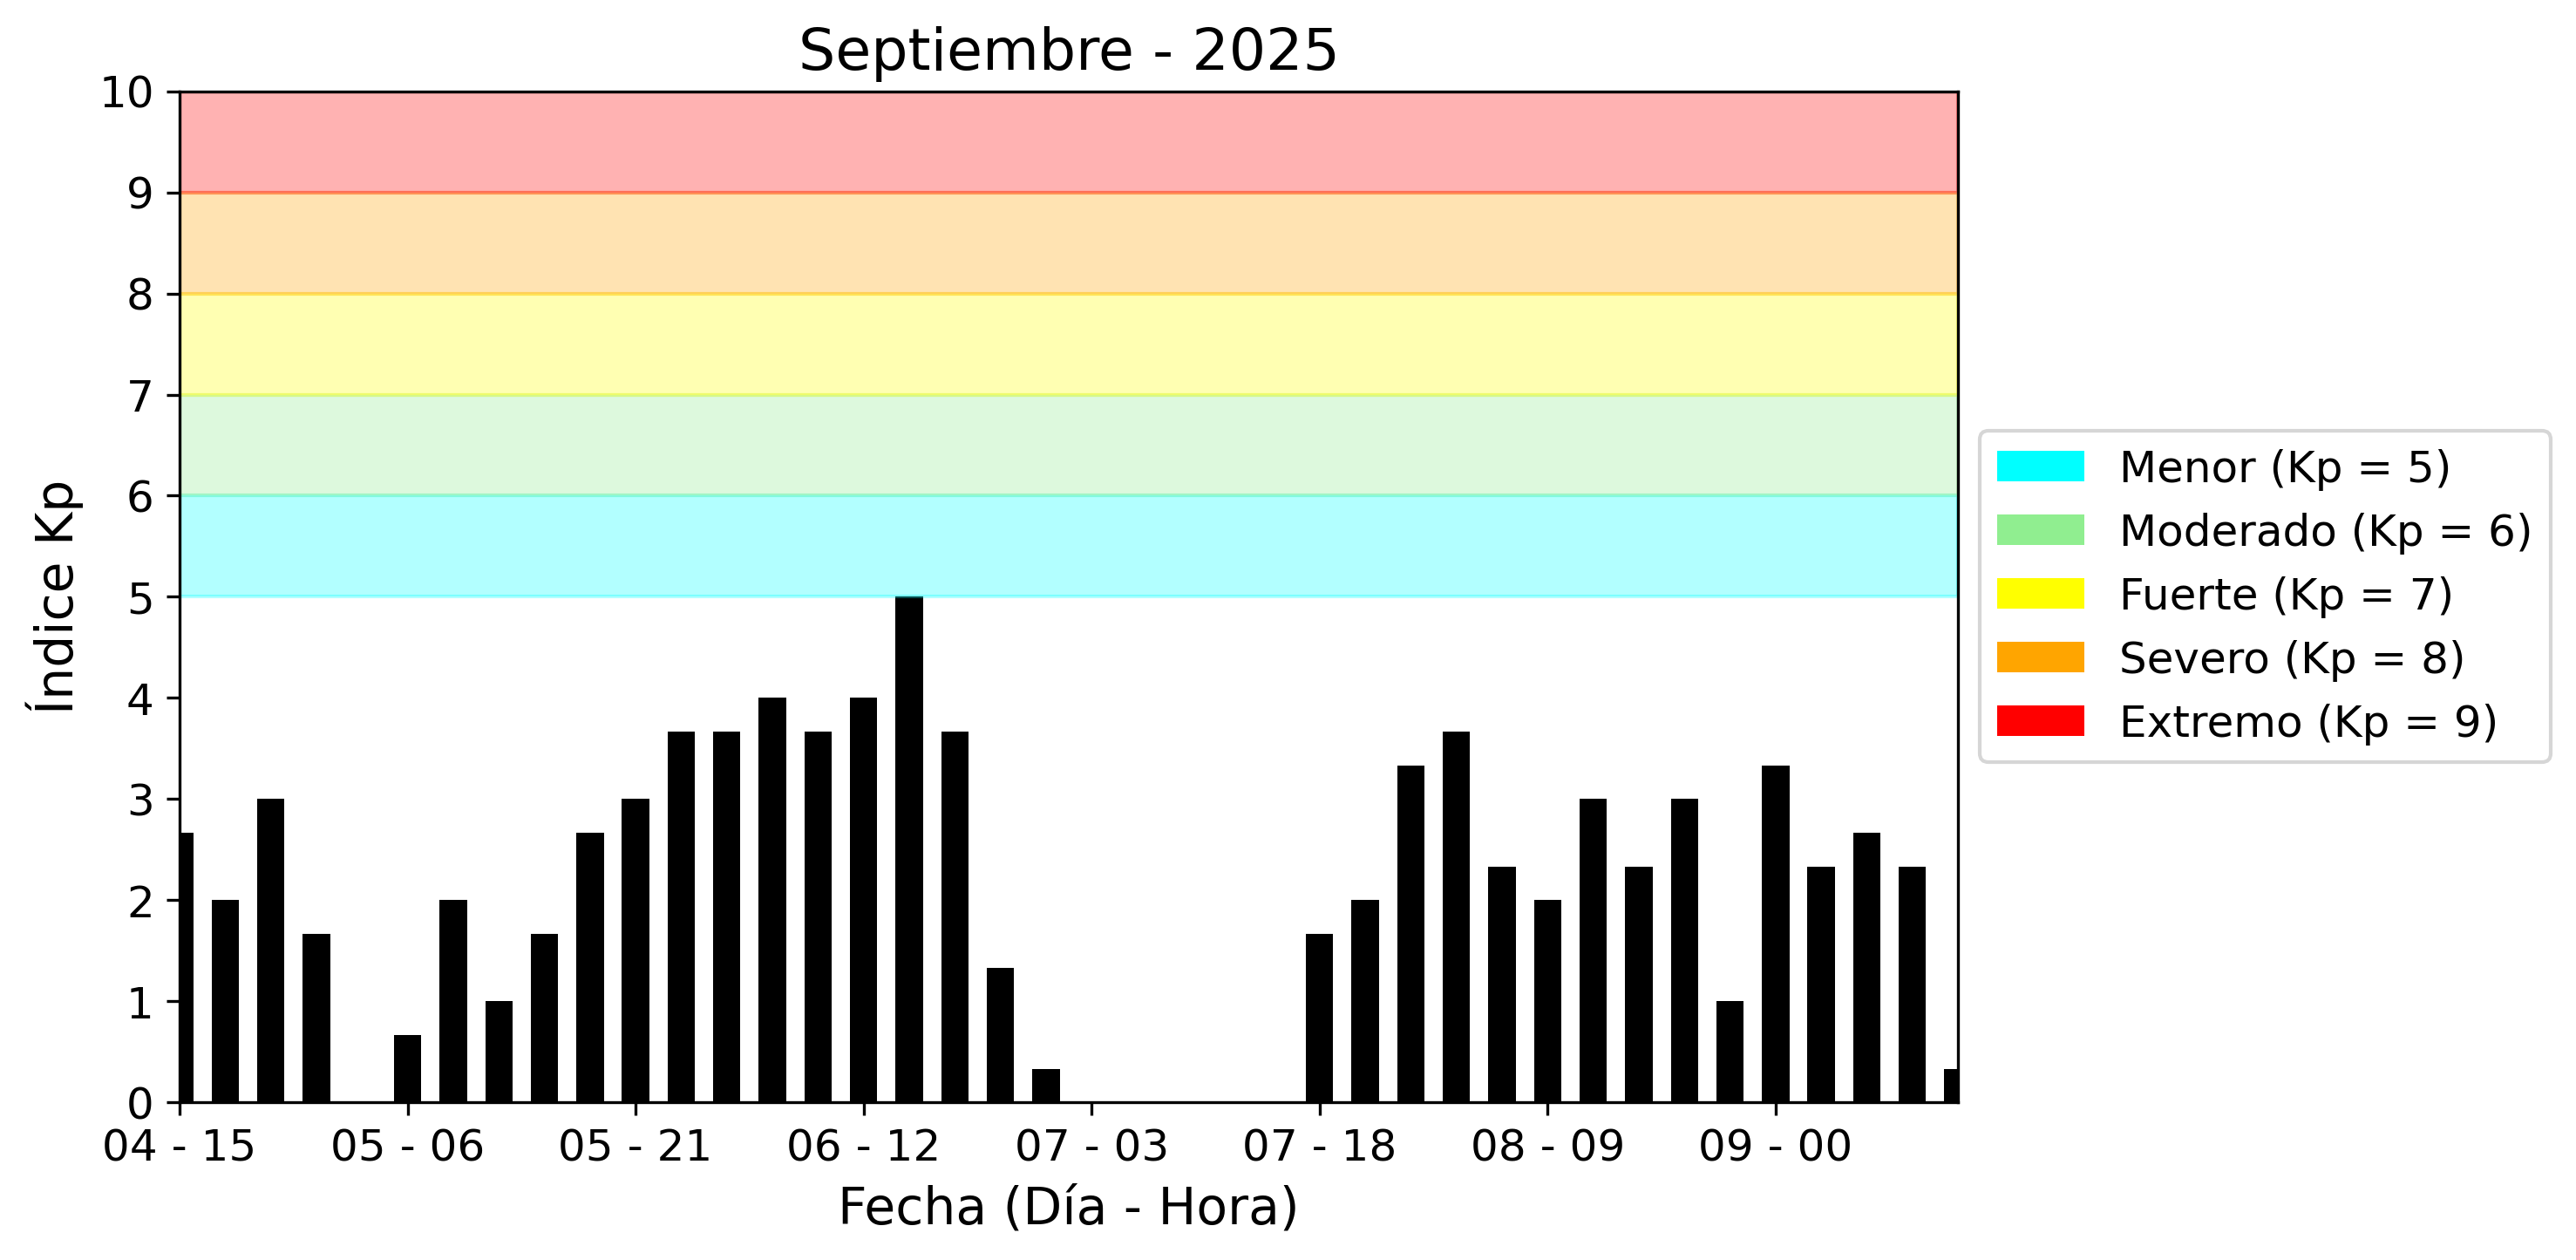 Septiembre - 2025
10
9
8
7
6
5
4
3
2
1
0
Índice Kp
04 - 15
05 - 06
05 - 21
06 - 12
07 - 03
07 - 18
08 - 09
09 - 00
Fecha (Día - Hora)
Menor (Kp = 5)
Moderado (Kp = 6)
Fuerte (Kp = 7)
Severo (Kp = 8)
Extremo (Kp = 9)